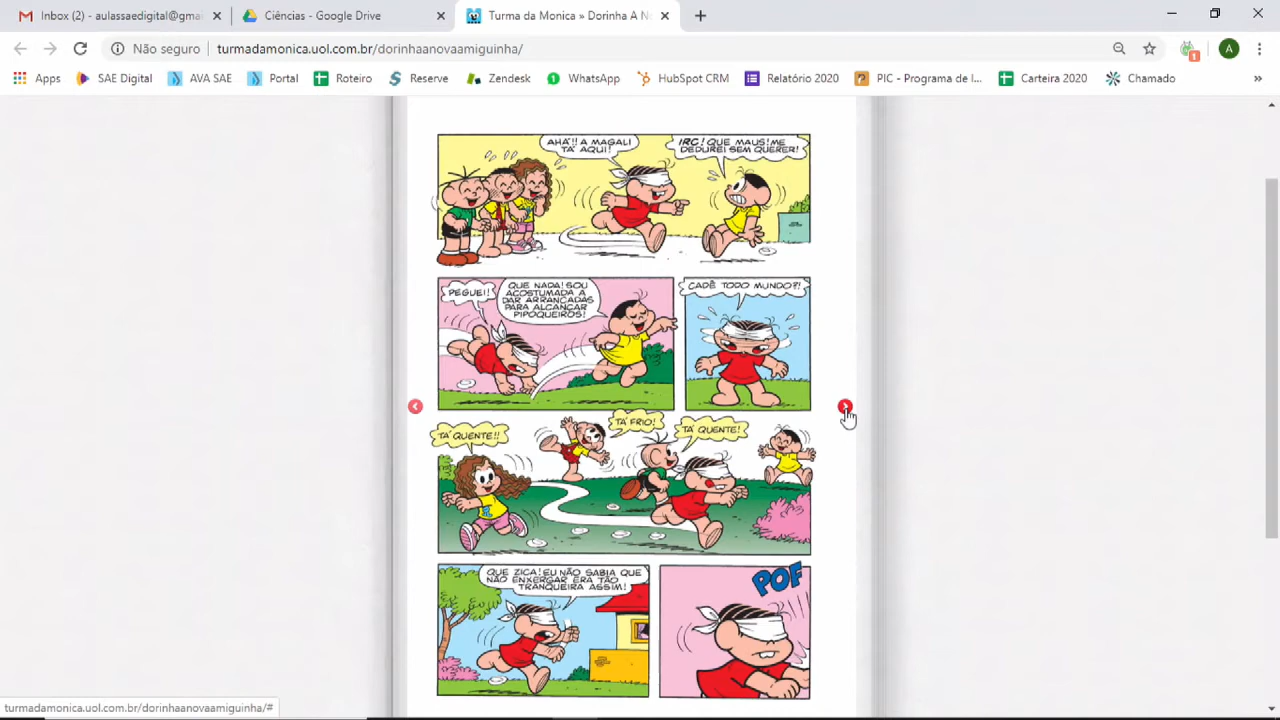 Inbox (2) - aulassaedigital@gma
Ciências - Google Drive
Turma da Monica » Dorinha A N
Não seguro
turmadamonica.uol.com.br/dorinhaanovaamiguinha/
A
1
Apps
SAE Digital
AVA SAE
Portal
Roteiro
Reserve
Zendesk
WhatsApp
HubSpot CRM
Relatório 2020
PIC - Programa de I...
Carteira 2020
Chamado
»
AHÁ!! A MAGALI
TÁ AQUI!
IRC! QUE MAUS! ME
DEDUREI SEM QUERER!
PEGUEI!
QUE NADA! SOU
ACOSTUMADA A
DAR ARRANCADAS
PARA ALCANÇAR
PIPOQUEIROS!
CADÊ TODO MUNDO?!
TÁ QUENTE!!
TÁ FRIO!
TÁ QUENTE!
QUE ZICA! EU NÃO SABIA QUE
NÃO ENXERGAR ERA TÃO
TRANQUEIRA ASSIM!
POF
turmadamonica.uol.com.br/dorinhaanovaamiguinha/#